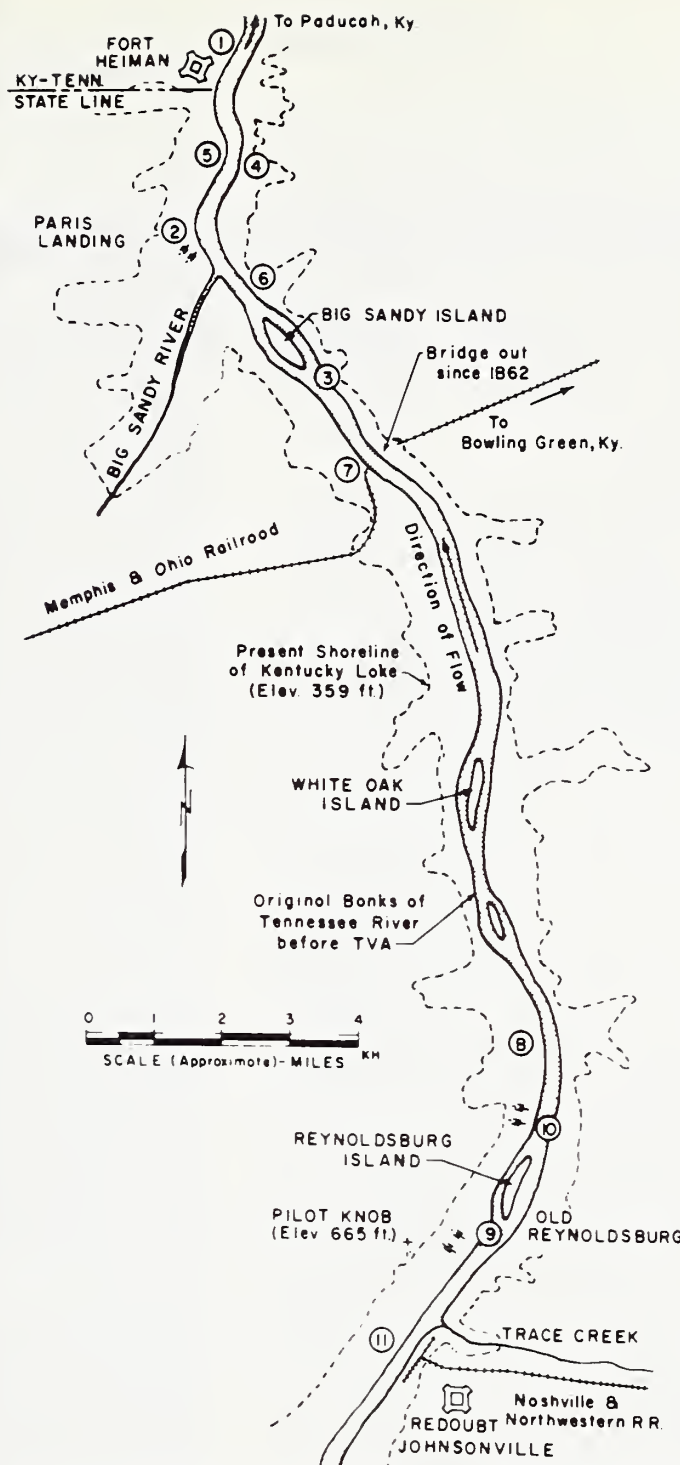 To Paducah, Ky.
FORT
HEIMAN
1
KY-TENN.
STATE LINE
5
4
PARIS
LANDING
2
6
BIG SANDY ISLAND
BIG SANDY RIVER
3
Bridge out
since 1862
To
Bowling Green, Ky.
7
Memphis & Ohio Railroad
Direction of Flow
Present Shoreline
of Kentucky Lake
(Elev. 359 ft.)
N
WHITE OAK
ISLAND
Original Banks of
Tennessee River
before TVA
0 1 2 3 4
SCALE (Approximate)-MILES
KH
8
10
REYNOLDSBURG
ISLAND
PILOT KNOB
(Elev. 665 ft.)
9
OLD
REYNOLDSBURG
11
TRACE CREEK
Nashville &
Northwestern R.R.
REDOUBT
JOHNSONVILLE